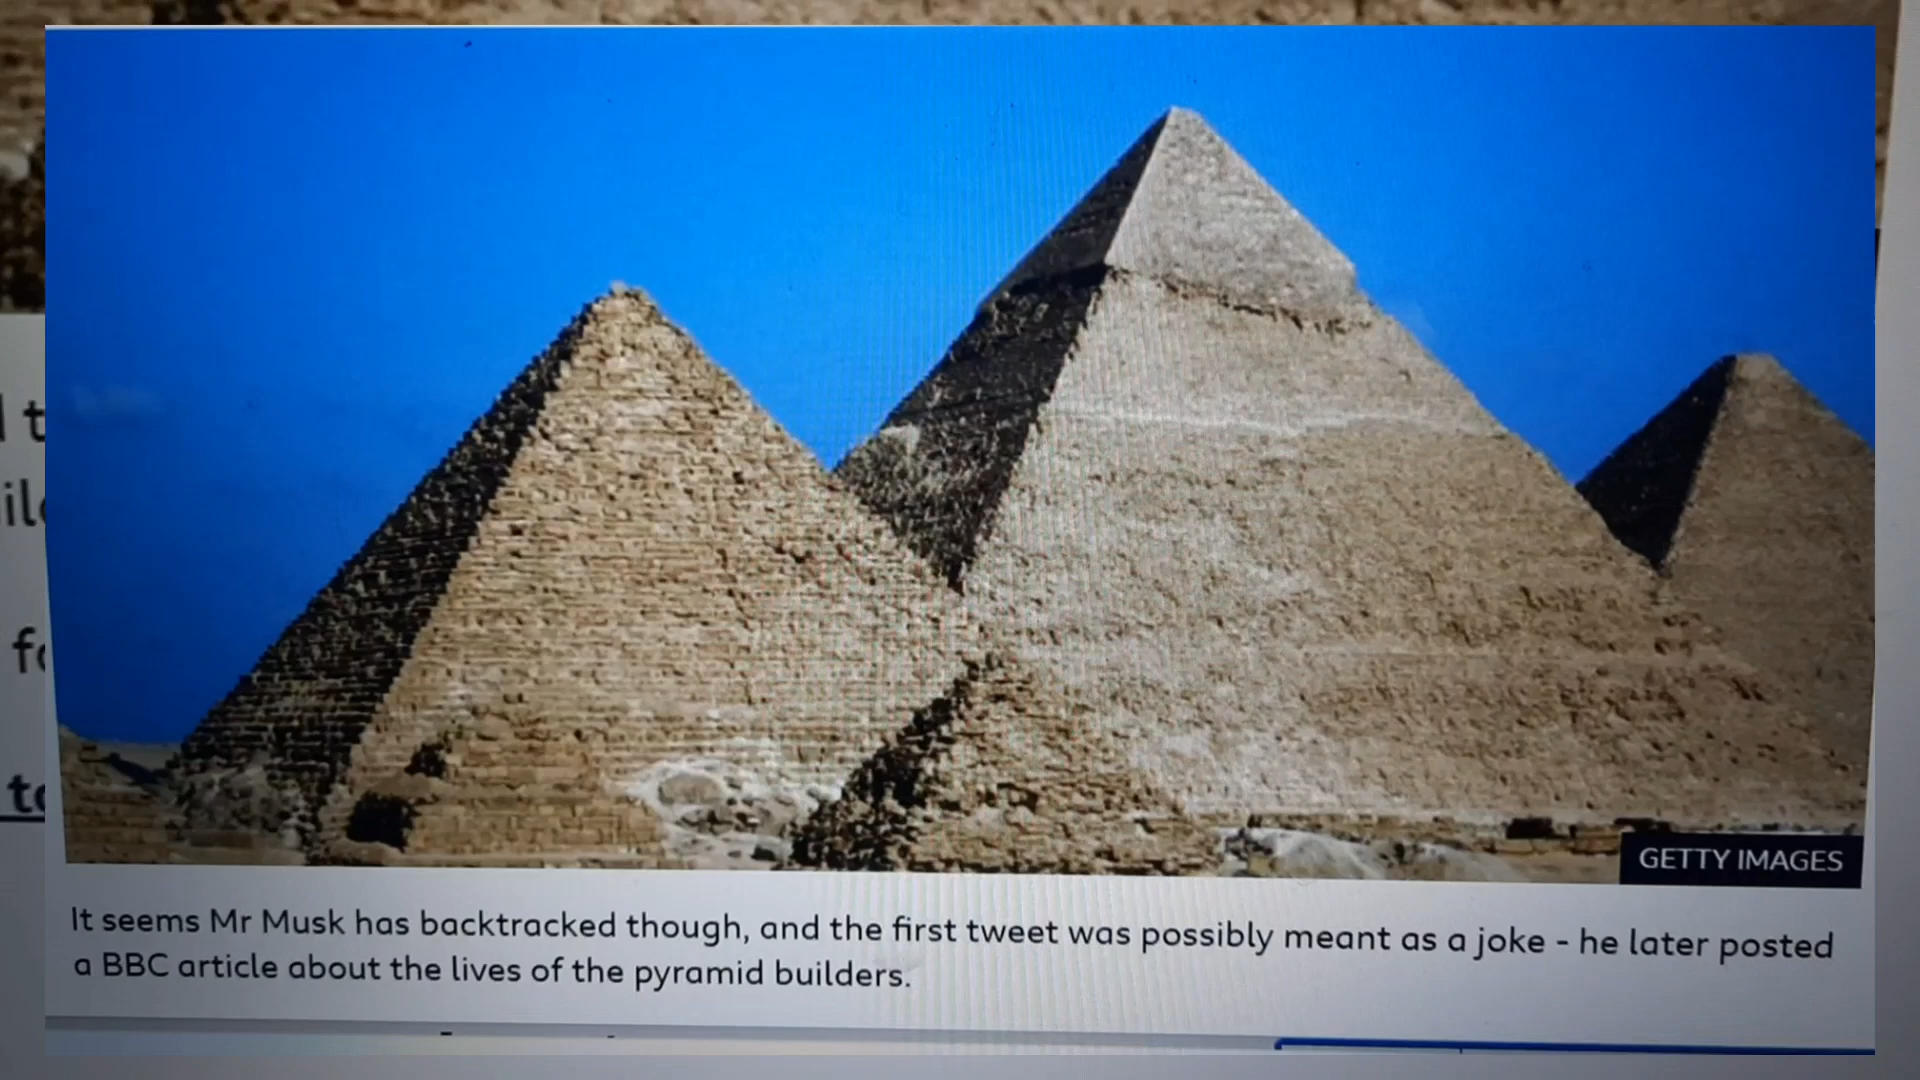 GETTY IMAGES
It seems Mr Musk has backtracked though, and the first tweet was possibly meant as a joke - he later posted
a BBC article about the lives of the pyramid builders.